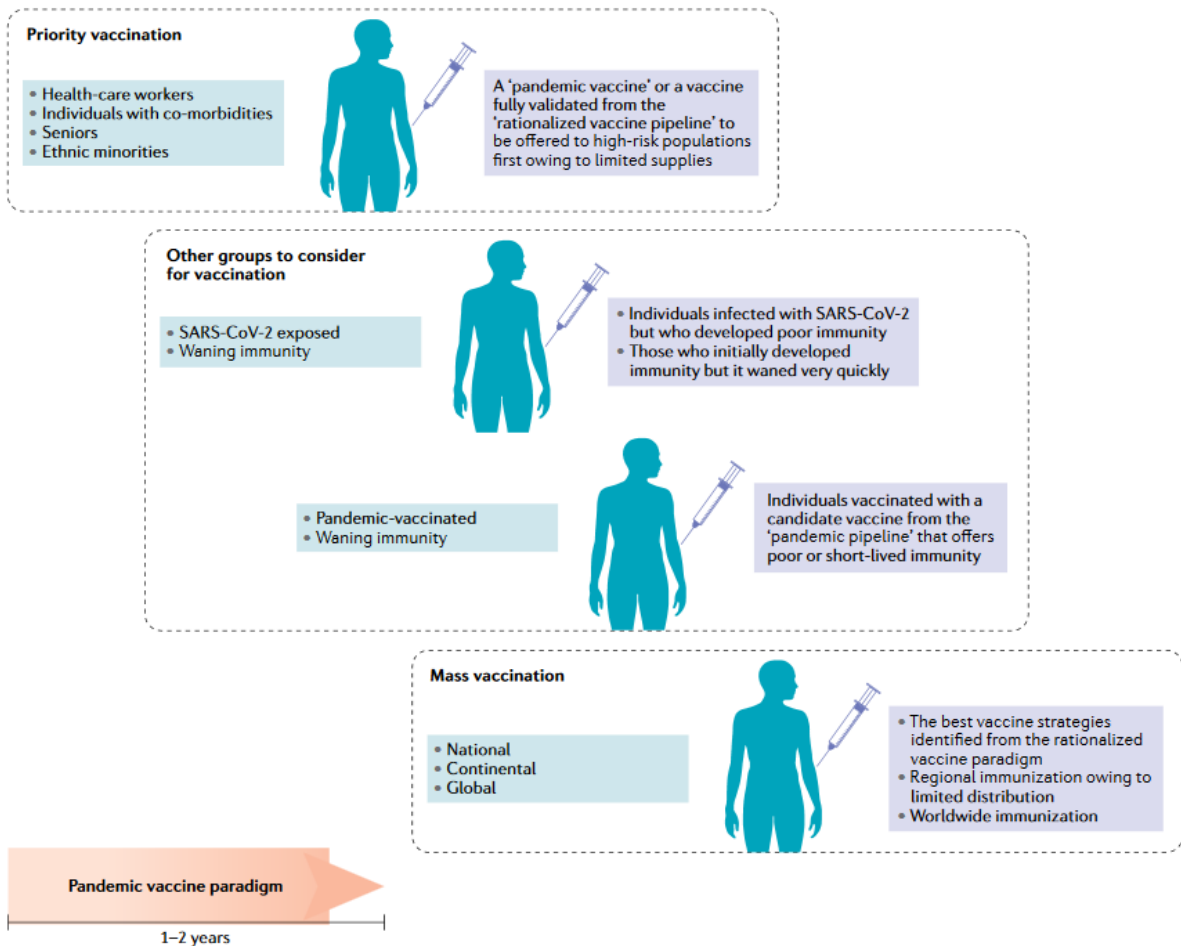 Priority vaccination
• Health-care workers
• Individuals with co-morbidities
• Seniors
• Ethnic minorities
A ‘pandemic vaccine’ or a vaccine
fully validated from the
‘rationalized vaccine pipeline’ to
be offered to high-risk populations
first owing to limited supplies
Other groups to consider
for vaccination
• SARS-CoV-2 exposed
• Waning immunity
• Individuals infected with SARS-CoV-2
but who developed poor immunity
• Those who initially developed
immunity but it waned very quickly
• Pandemic-vaccinated
• Waning immunity
Individuals vaccinated with a
candidate vaccine from the
‘pandemic pipeline’ that offers
poor or short-lived immunity
Mass vaccination
• National
• Continental
• Global
• The best vaccine strategies
identified from the rationalized
vaccine paradigm
• Regional immunization owing to
limited distribution
• Worldwide immunization
Pandemic vaccine paradigm
1–2 years